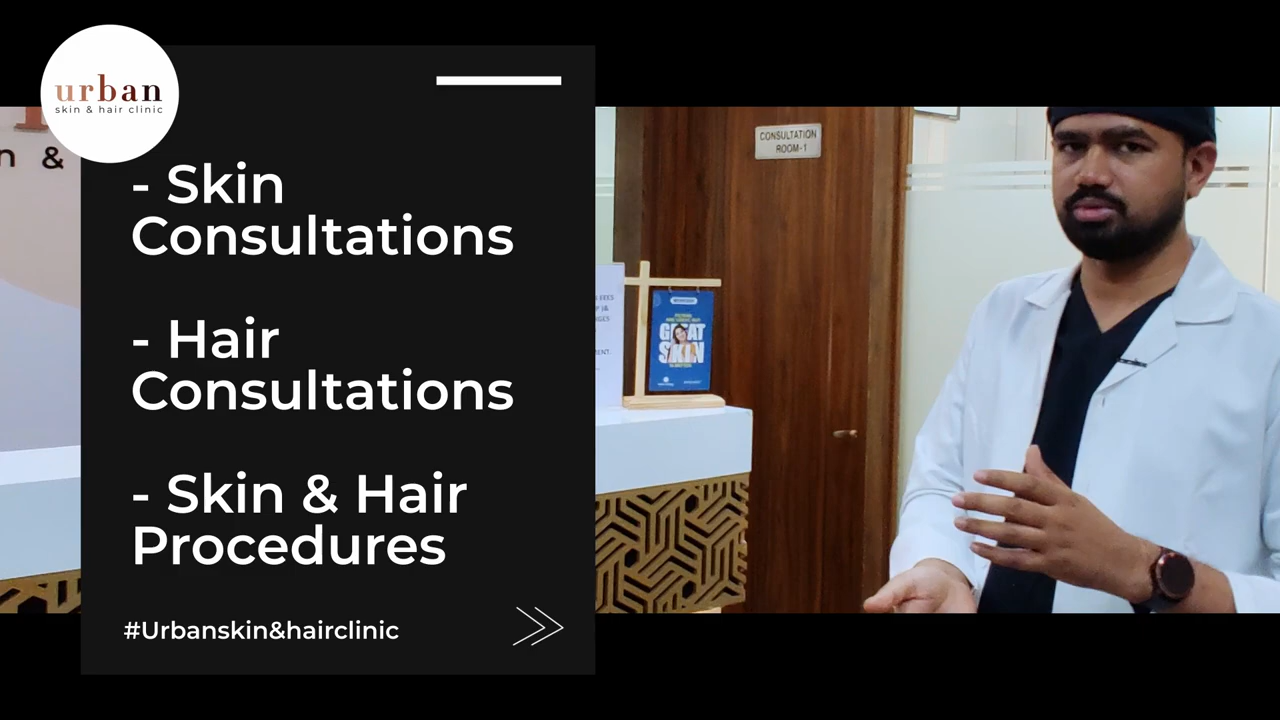 urban
skin & hair clinic
n &
- Skin
Consultations
- Hair
Consultations
- Skin & Hair
Procedures
#Urbanskin&hairclinic
CONSULTATION
ROOM-1
GREAT
SKIN